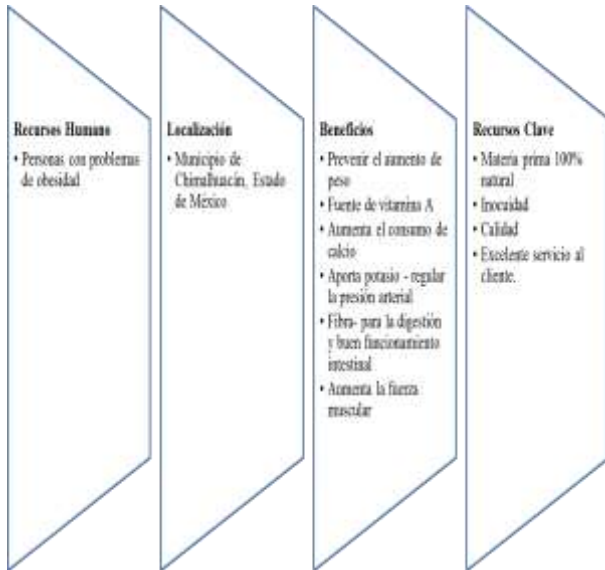 Recursos Humano
• Personas con problemas
de obesidad
Localización
• Municipio de
Chimalhuacán, Estado
de México
Beneficios
• Prevenir el aumento de
peso
• Fuente de vitamina A
• Aumenta el consumo de
calcio
• Aporta potasio - regular
la presión arterial
• Fibra- para la digestión
y buen funcionamiento
intestinal
• Aumenta la fuerza
muscular
Recursos Clave
• Materia prima 100%
natural
• Inocuidad
• Calidad
• Excelente servicio al
cliente.